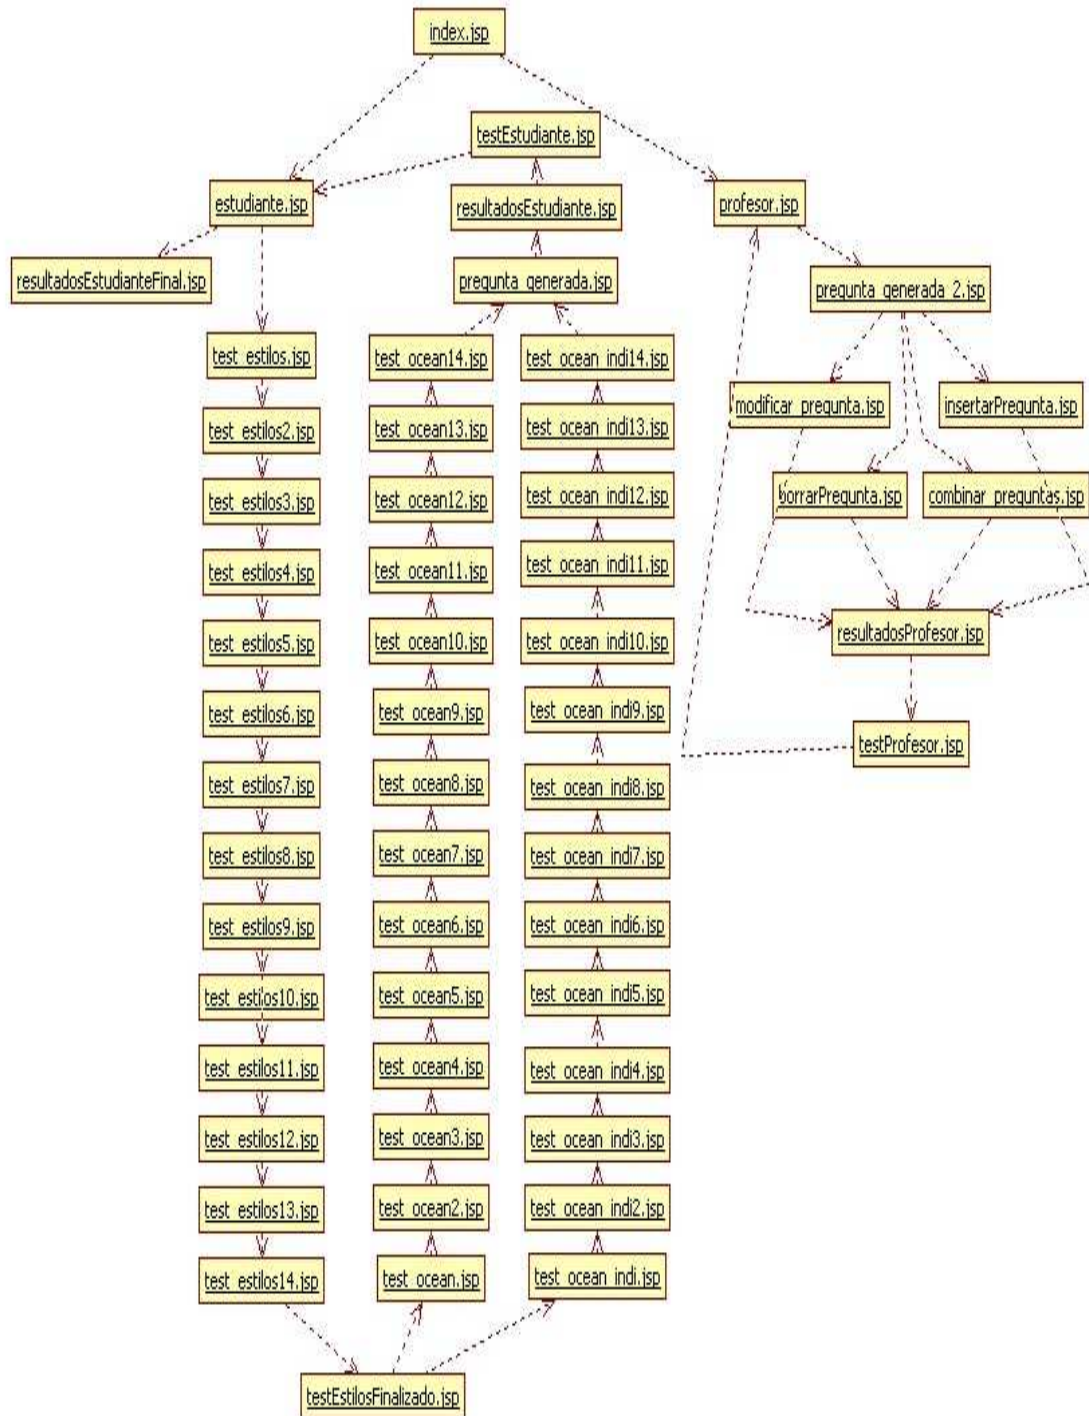 index.jsp
testEstudiante.jsp
estudiante.jsp
resultadosEstudiante.jsp
profesor.jsp
resultadosEstudianteFinal.jsp
pregunta_generada.jsp
pregunta_generada_2.jsp
test_estilos.jsp
test_ocean14.jsp
test_ocean_indi14.jsp
modificar_pregunta.jsp
insertarPregunta.jsp
test_estilos2.jsp
test_ocean13.jsp
test_ocean_indi13.jsp
test_estilos3.jsp
test_ocean12.jsp
test_ocean_indi12.jsp
borrarPregunta.jsp
combinar_preguntas.jsp
test_estilos4.jsp
test_ocean11.jsp
test_ocean_indi11.jsp
test_estilos5.jsp
test_ocean10.jsp
test_ocean_indi10.jsp
resultadosProfesor.jsp
test_estilos6.jsp
test_ocean9.jsp
test_ocean_indi9.jsp
testProfesor.jsp
test_estilos7.jsp
test_ocean8.jsp
test_ocean_indi8.jsp
test_estilos8.jsp
test_ocean7.jsp
test_ocean_indi7.jsp
test_estilos9.jsp
test_ocean6.jsp
test_ocean_indi6.jsp
test_estilos10.jsp
test_ocean5.jsp
test_ocean_indi5.jsp
test_estilos11.jsp
test_ocean4.jsp
test_ocean_indi4.jsp
test_estilos12.jsp
test_ocean3.jsp
test_ocean_indi3.jsp
test_estilos13.jsp
test_ocean2.jsp
test_ocean_indi2.jsp
test_estilos14.jsp
test_ocean.jsp
test_ocean_indi.jsp
testEstilosFinalizado.jsp